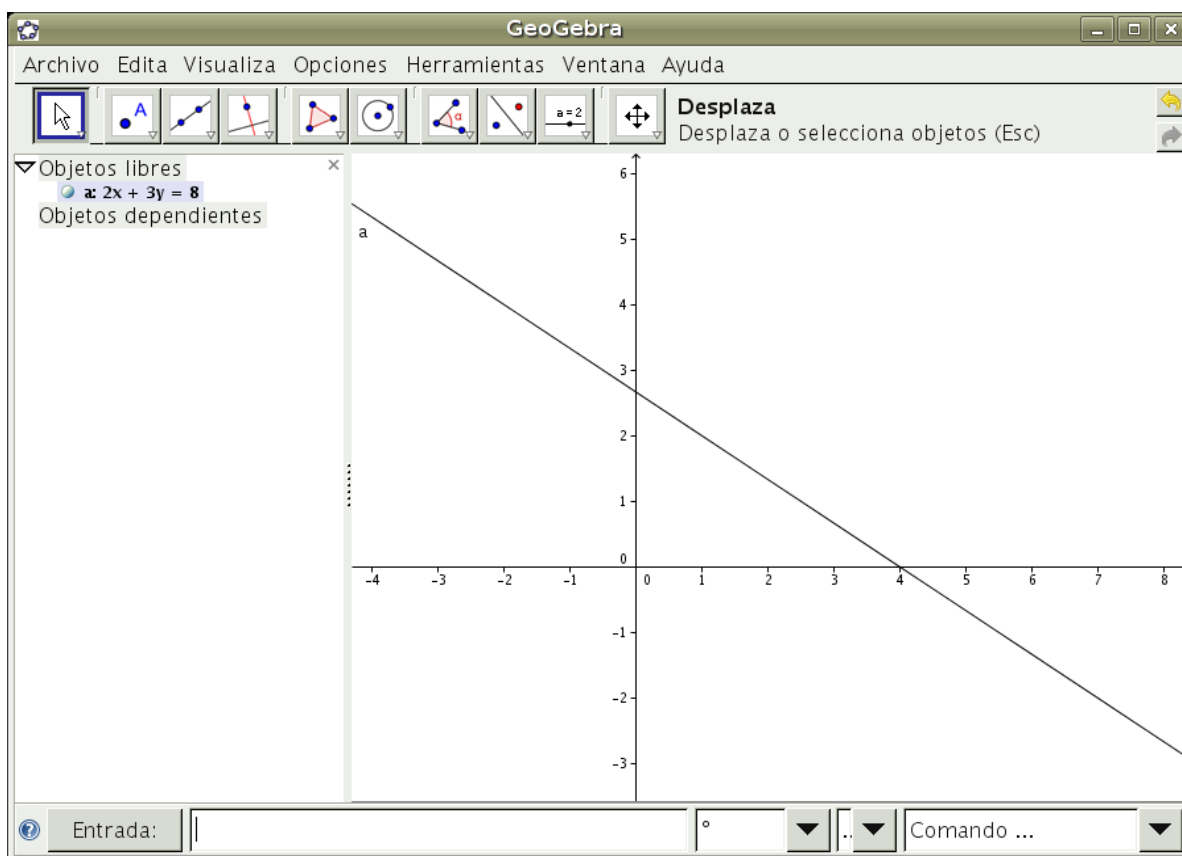 GeoGebra
Archivo Edita Visualiza Opciones Herramientas Ventana Ayuda
A
α
a=2
Desplaza
Desplaza o selecciona objetos (Esc)
Objetos libres
a: 2x + 3y = 8
Objetos dependientes
a
6
5
4
3
2
1
0
-4 -3 -2 -1 0 1 2 3 4 5 6 7 8
-1
-2
-3
Entrada:
°
..
Comando ...